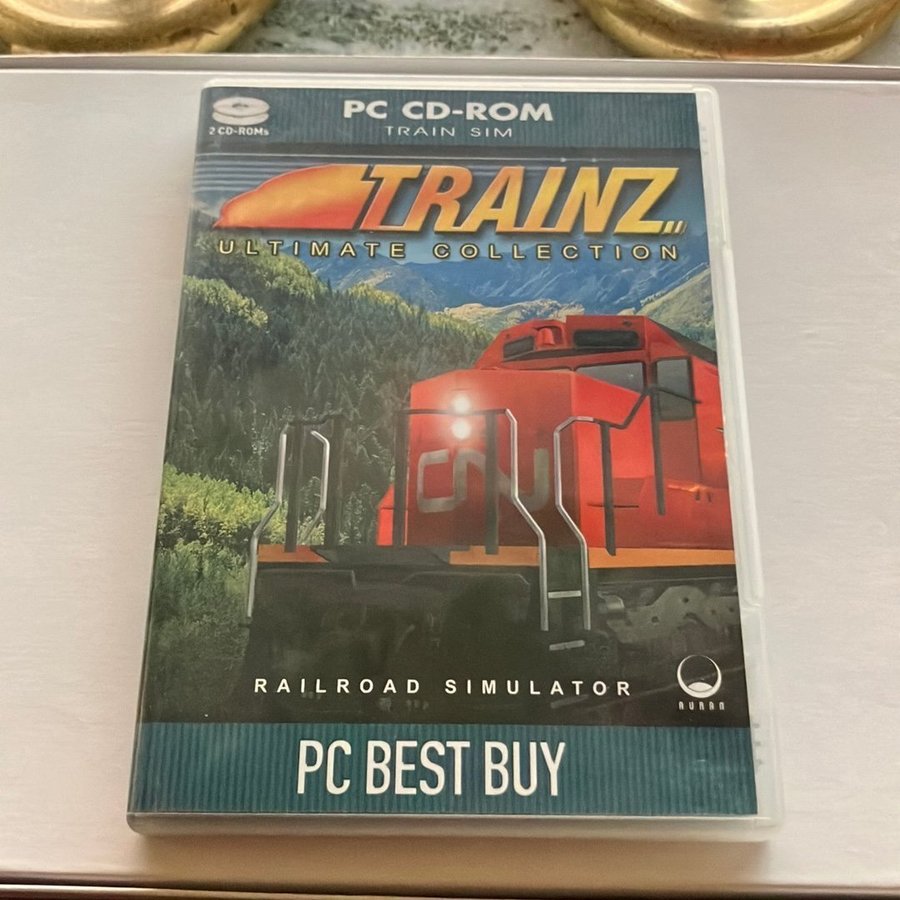 PC CD-ROM
2 CD-ROMs
TRAIN SIM
TRAINZ
ULTIMATE COLLECTION
CN
RAILROAD SIMULATOR
AURAN
PC BEST BUY